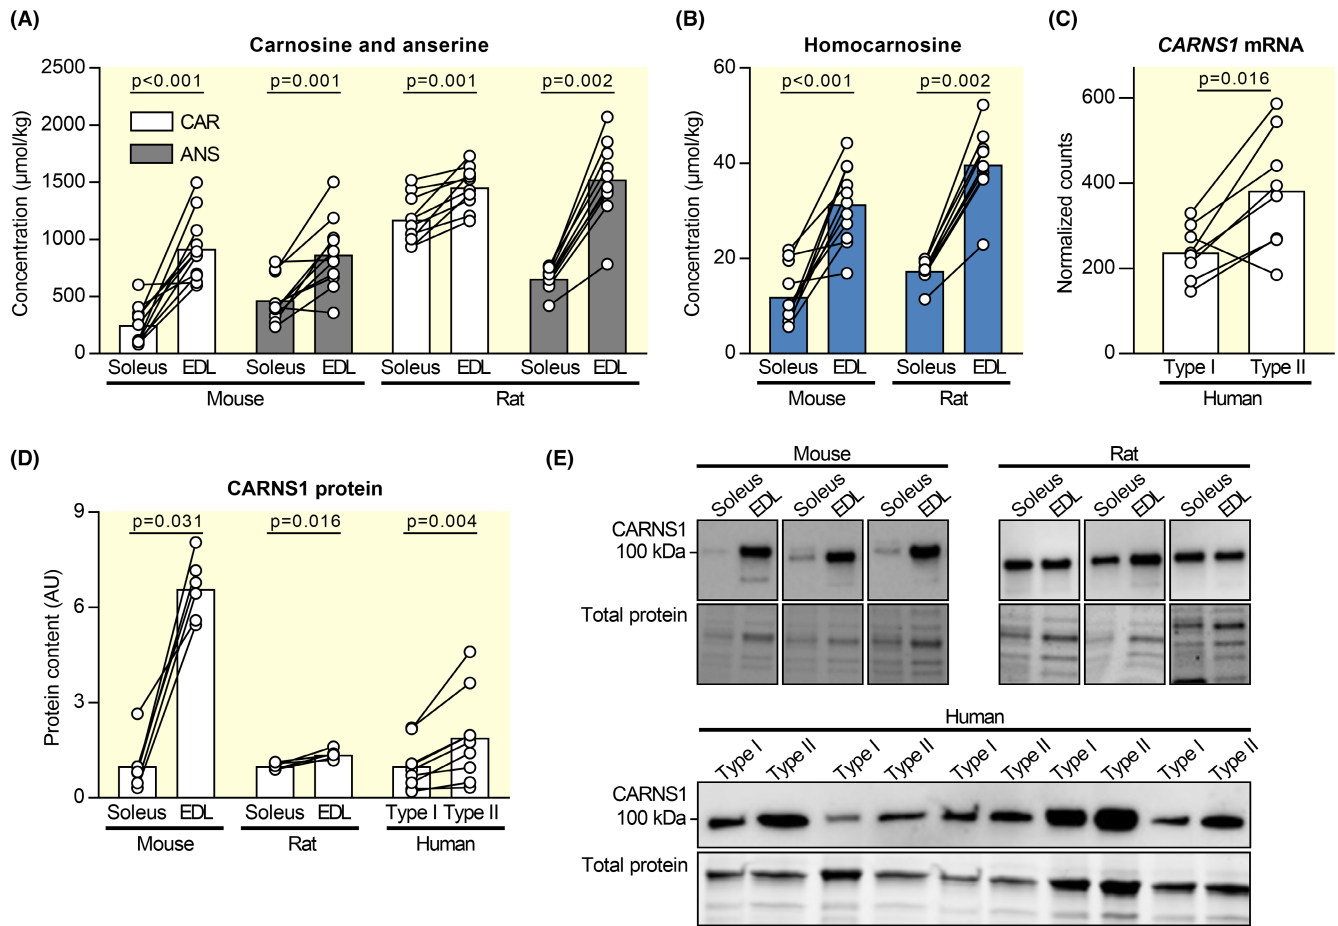 (A)
Carnosine and anserine
Concentration (µmol/kg)
2500
2000
1500
1000
500
0
p<0.001
p=0.001
p=0.001
p=0.002
CAR
ANS
Soleus EDL Soleus EDL Soleus EDL Soleus EDL
Mouse Rat
(B)
Homocarnosine
Concentration (µmol/kg)
60
40
20
0
p<0.001
p=0.002
Soleus EDL Soleus EDL
Mouse Rat
(C)
CARNS1 mRNA
Normalized counts
600
400
200
0
p=0.016
Type I Type II
Human
(D)
CARNS1 protein
Protein content (AU)
9
6
3
0
p=0.031
p=0.016
p=0.004
Soleus EDL Soleus EDL Type I Type II
Mouse Rat Human
(E)
Mouse Rat
Soleus EDL Soleus EDL Soleus EDL Soleus EDL Soleus EDL Soleus EDL
CARNS1
100 kDa
Total protein
Human
Type I Type II Type I Type II Type I Type II Type I Type II Type I Type II
CARNS1
100 kDa
Total protein